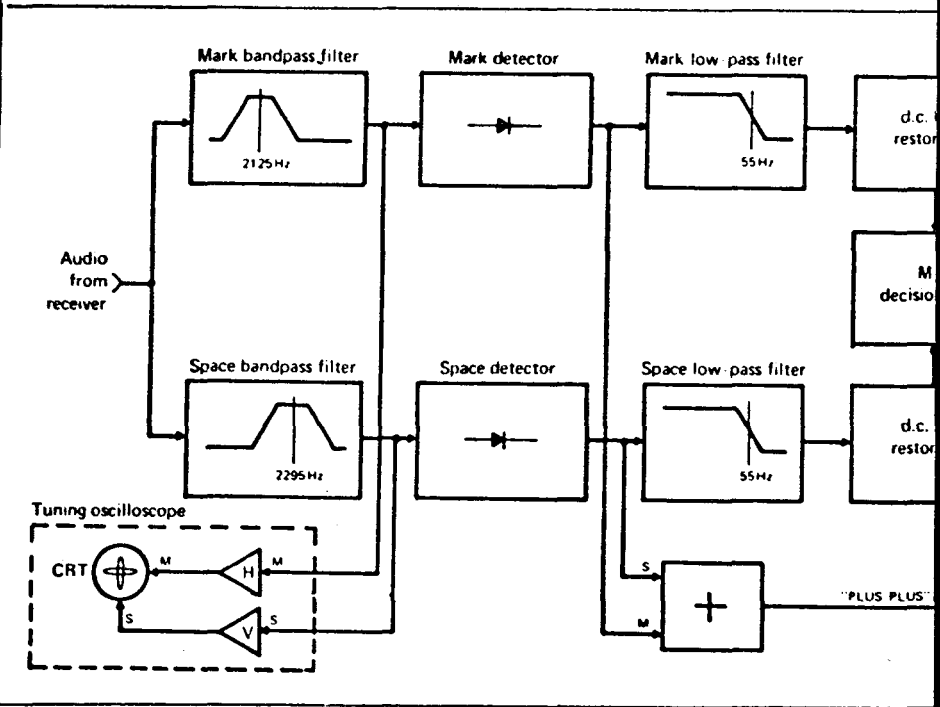 Mark bandpass filter
Mark detector
Mark low-pass filter
2125Hz
55Hz
d.c.
Audio
from
receiver
M
Space bandpass filter
Space detector
Space low-pass filter
2295Hz
55Hz
d.c.
Tuning oscilloscope
CRT
M
H
M
S
V
S
S
M
+
"PLUS PLUS"